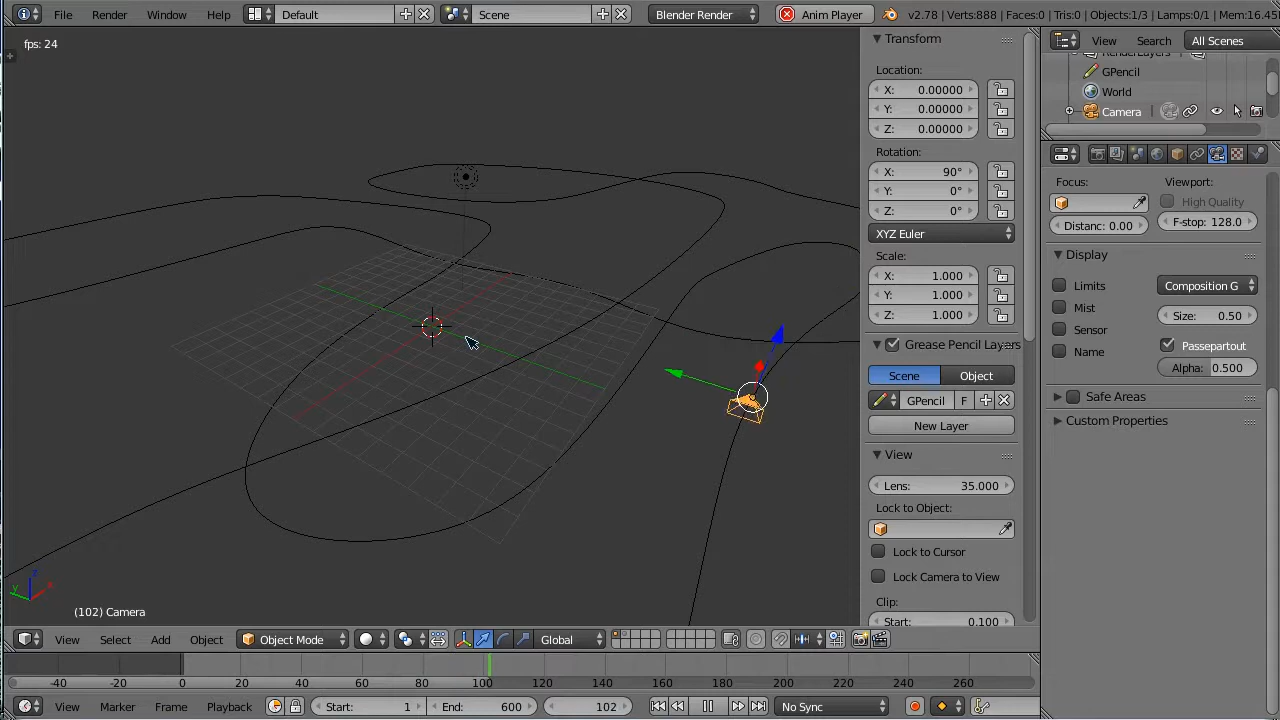 File Render Window Help Default Scene Blender Render Anim Player v2.78 | Verts:888 | Faces:0 | Tris:0 | Objects:1/3 | Lamps:0/1 | Mem:16.45
fps: 24
Transform
Location:
X: 0.00000
Y: 0.00000
Z: 0.00000
Rotation:
X: 90°
Y: 0°
Z: 0°
XYZ Euler
Scale:
X: 1.000
Y: 1.000
Z: 1.000
Grease Pencil Layers
Scene Object
GPencil F
New Layer
View
Lens: 35.000
Lock to Object:
Lock to Cursor
Lock Camera to View
Clip:
Start: 0.100
View Search All Scenes
RenderLayers
GPencil
World
Camera
Focus: Viewport:
High Quality
Distanc: 0.00 F-stop: 128.0
Display
Limits Composition G
Mist Size: 0.50
Sensor Passepartout
Name Alpha: 0.500
Safe Areas
Custom Properties
z
y x
(102) Camera
View Select Add Object Object Mode Global
-40 -20 0 20 40 60 80 100 120 140 160 180 200 220 240 260
View Marker Frame Playback Start: 1 End: 600 102 No Sync